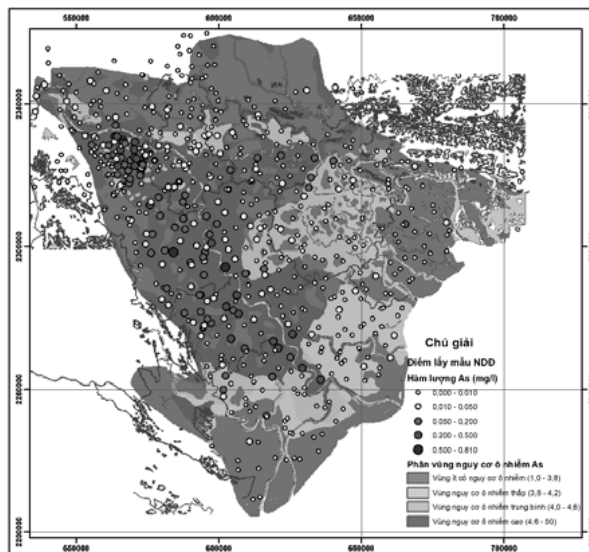 550000 600000 650000 700000
Chú giải
Điểm lấy mẫu NDĐ
Hàm lượng As (mg/l)
0,000 - 0.010
0,010 - 0.050
0.050 - 0.200
0.200 - 0.500
0.500 - 0.810
Phân vùng nguy cơ ô nhiễm As
Vùng ít có nguy cơ ô nhiễm (1,0 - 3,8)
Vùng nguy cơ ô nhiễm thấp (3,8 - 4,2)
Vùng nguy cơ ô nhiễm trung bình (4,0 - 4,6)
Vùng nguy cơ ô nhiễm cao (4.6 - 50)
550000 600000 650000 700000